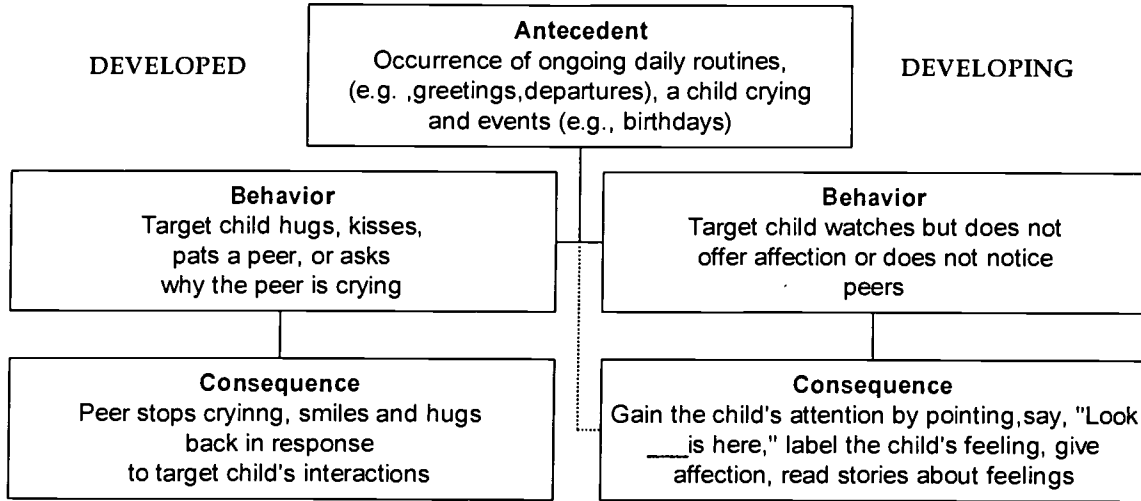 Antecedent
Occurrence of ongoing daily routines,
(e.g. ,greetings,departures), a child crying
and events (e.g., birthdays)
DEVELOPED
DEVELOPING
Behavior
Target child hugs, kisses,
pats a peer, or asks
why the peer is crying
Behavior
Target child watches but does not
offer affection or does not notice
peers
Consequence
Peer stops cryinng, smiles and hugs
back in response
to target child's interactions
Consequence
Gain the child's attention by pointing,say, "Look
___is here," label the child's feeling, give
affection, read stories about feelings